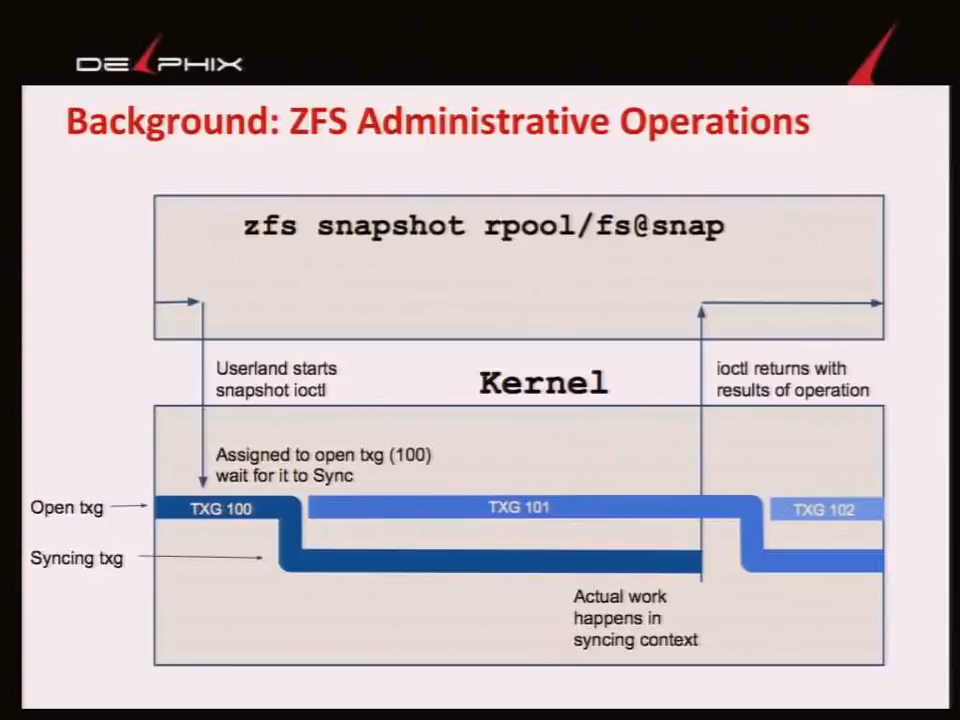 DELPHIX
Background: ZFS Administrative Operations
zfs snapshot rpool/fs@snap
Userland starts
snapshot ioctl
Kernel
ioctl returns with
results of operation
Assigned to open txg (100)
wait for it to Sync
Open txg
TXG 100
TXG 101
TXG 102
Syncing txg
Actual work
happens in
syncing context